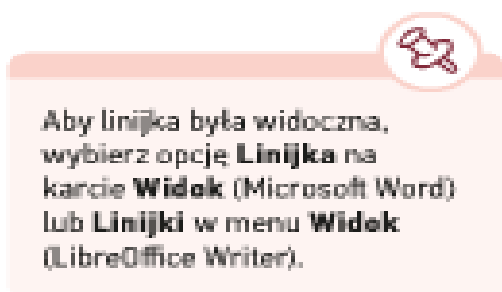 Aby linijka była widoczna,
wybierz opcję Linijka na
karcie Widok (Microsoft Word)
lub Linijki w menu Widok
(LibreOffice Writer).